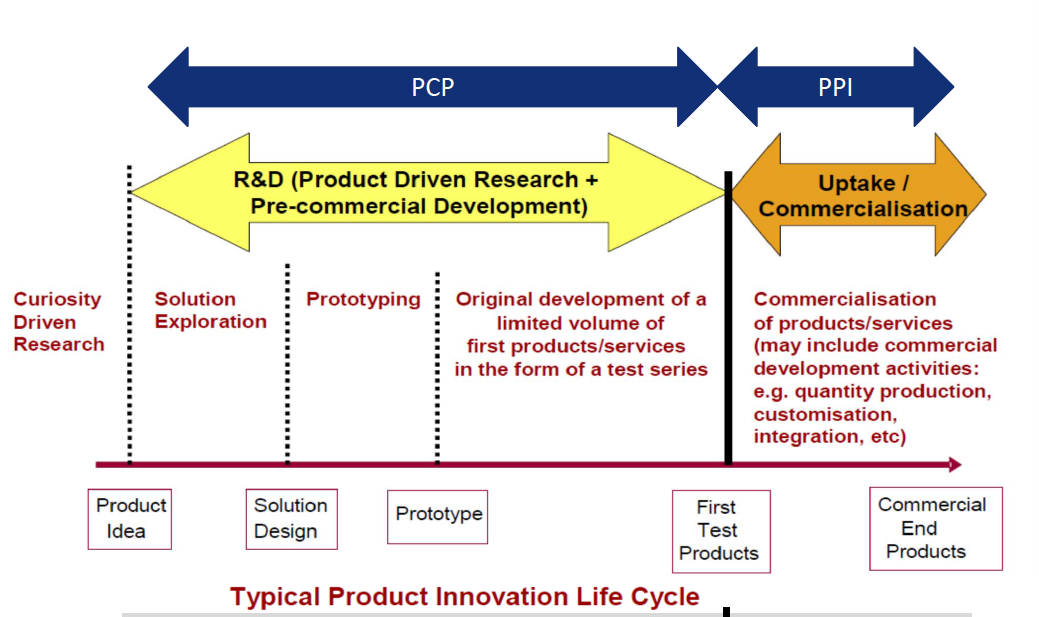 PCP
PPI
R&D (Product Driven Research +
Pre-commercial Development)
Uptake /
Commercialisation
Curiosity
Driven
Research
Solution
Exploration
Prototyping
Original development of a
limited volume of
first products/services
in the form of a test series
Commercialisation
of products/services
(may include commercial
development activities:
e.g. quantity production,
customisation,
integration, etc)
Product
Idea
Solution
Design
Prototype
First
Test
Products
Commercial
End
Products
Typical Product Innovation Life Cycle